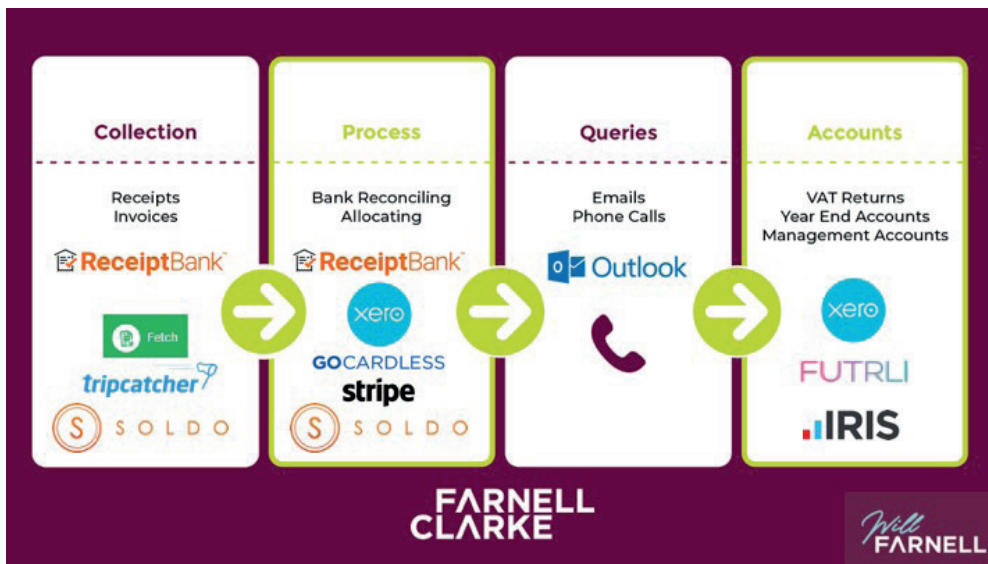 Collection
Receipts
Invoices
ReceiptBank
Fetch
tripcatcher
S SOLDO
Process
Bank Reconciling
Allocating
ReceiptBank
xero
GOCARDLESS
stripe
S SOLDO
Queries
Emails
Phone Calls
o Outlook
Accounts
VAT Returns
Year End Accounts
Management Accounts
xero
FUTRLI
IRIS
FARNELL
CLARKE
Will
FARNELL